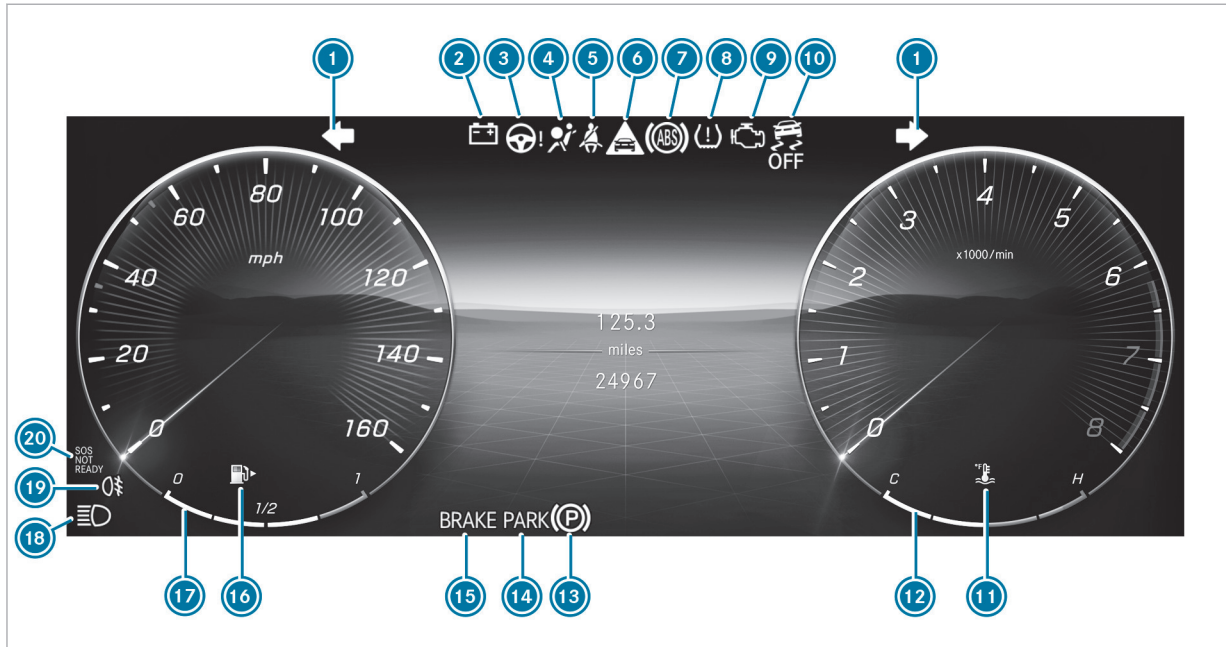 1 2 3 4 5 6 7 8 9 10 1
ABS
OFF
80
60 100
40 120
mph
20 140
0 160
125.3
miles
24967
4
3 5
x1000/min
2 6
1 7
0 8
20 SOS
NOT
READY
19
18
0 1
1/2
BRAKE PARK P
°F
C H
17 16 15 14 13 12 11